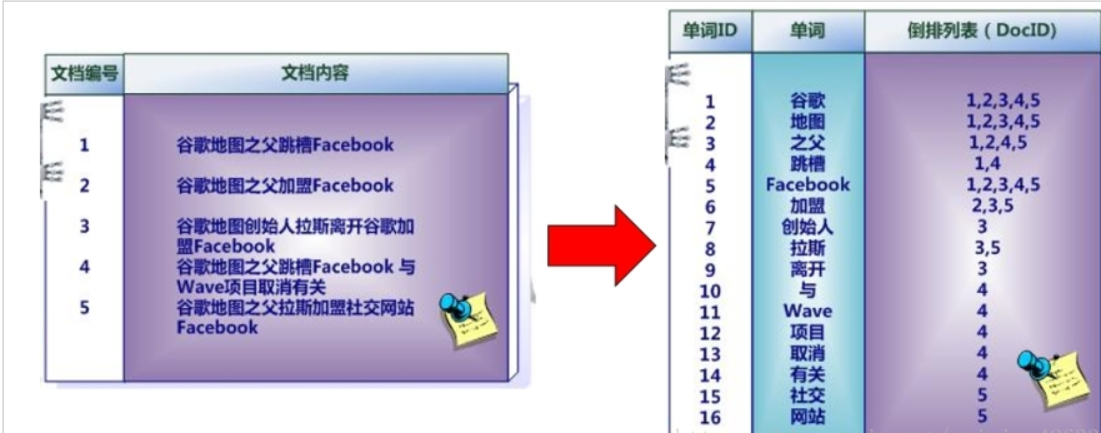 文档编号 文档内容
1 谷歌地图之父跳槽Facebook
2 谷歌地图之父加盟Facebook
3 谷歌地图创始人拉斯离开谷歌加
盟Facebook
4 谷歌地图之父跳槽Facebook 与
Wave项目取消有关
5 谷歌地图之父拉斯加盟社交网站
Facebook
单词ID 单词 倒排列表（DocID)
1 谷歌 1,2,3,4,5
2 地图 1,2,3,4,5
3 之父 1,2,4,5
4 跳槽 1,4
5 Facebook 1,2,3,4,5
6 加盟 2,3,5
7 创始人 3
8 拉斯 3,5
9 离开 3
10 与 4
11 Wave 4
12 项目 4
13 取消 4
14 有关 4
15 社交 5
16 网站 5